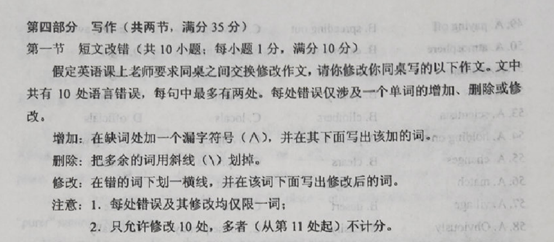 第四部分 写作（共两节，满分 35 分）
第一节 短文改错（共 10 小题；每小题 1 分，满分 10 分）
假定英语课上老师要求同桌之间交换修改作文，请你修改你同桌写的以下作文。文中
共有 10 处语言错误，每句中最多有两处。每处错误仅涉及一个单词的增加、删除或修
改。
增加：在缺词处加一个漏字符号（∧），并在其下面写出该加的词。
删除：把多余的词用斜线（\）划掉。
修改：在错的词下划一横线，并在该词下面写出修改后的词。
注意：1．每处错误及其修改均仅限一词；
2．只允许修改 10 处，多者（从第 11 处起）不计分。